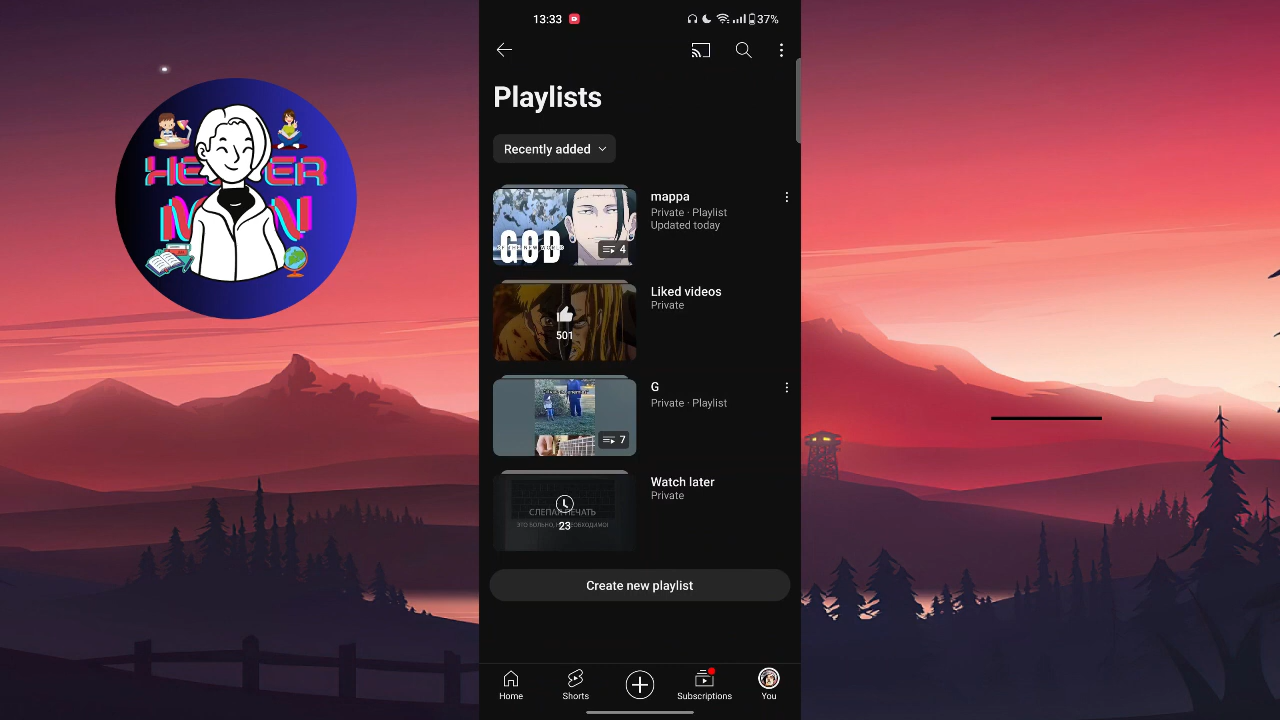 13:33
37%
Playlists
Recently added
GOD
4
mappa
Private · Playlist
Updated today
501
Liked videos
Private
7
G
Private · Playlist
СЛЕПАЯ ПЕЧАТЬ
23
Watch later
Private
Create new playlist
Home
Shorts
Subscriptions
You